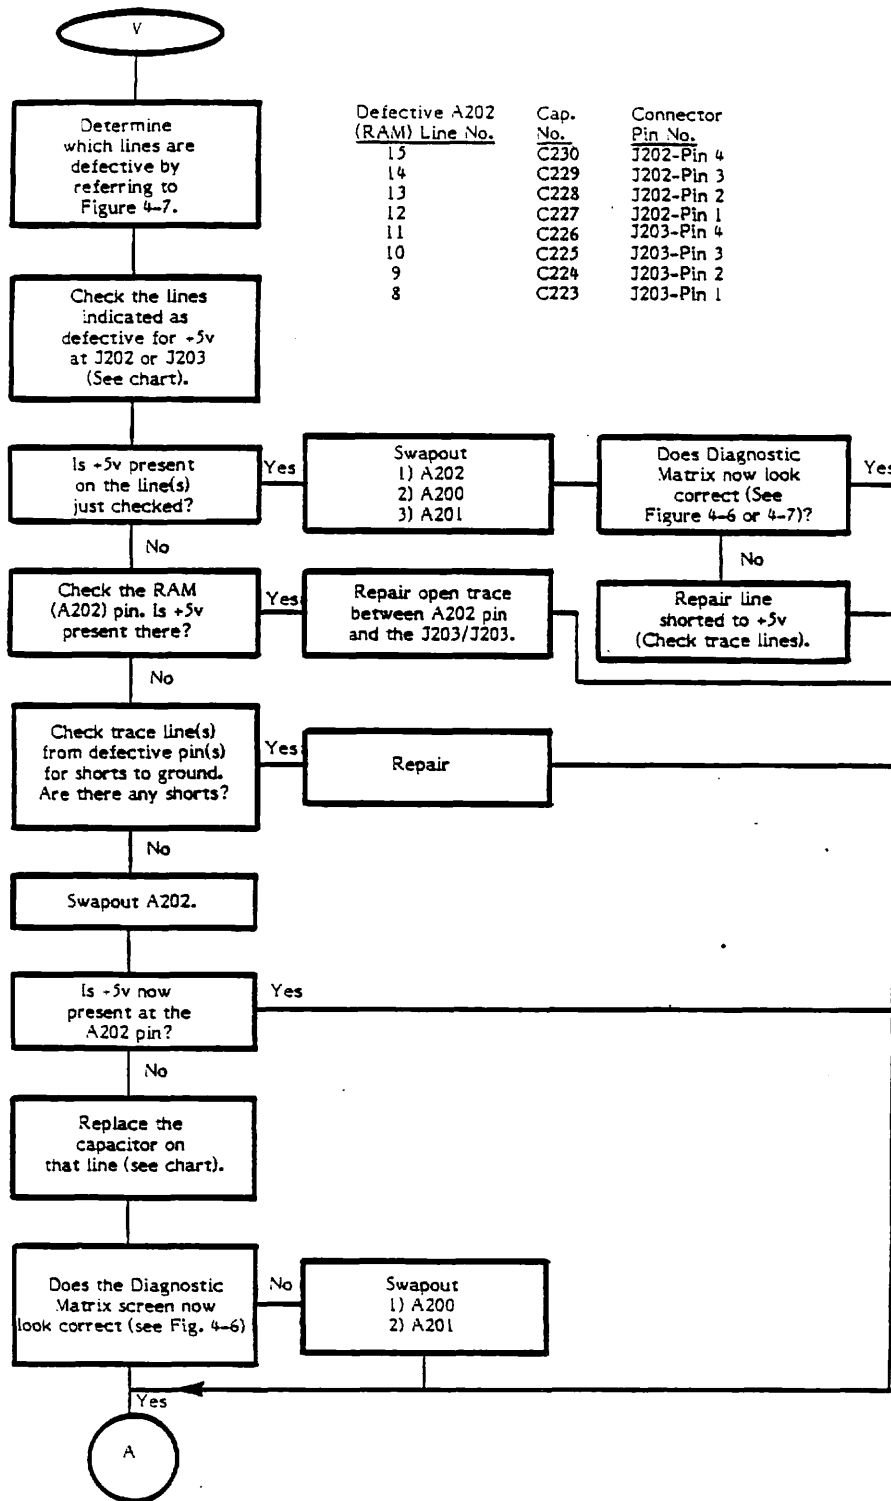 V
Determine
which lines are
defective by
referring to
Figure 4-7.
Defective A202 Cap. Connector
(RAM) Line No. No. Pin No.
15 C230 J202-Pin 4
14 C229 J202-Pin 3
13 C228 J202-Pin 2
12 C227 J202-Pin 1
11 C226 J203-Pin 4
10 C225 J203-Pin 3
9 C224 J203-Pin 2
8 C223 J203-Pin 1
Check the lines
indicated as
defective for +5v
at J202 or J203
(See chart).
Is +5v present
on the line(s)
just checked?
Yes
Swapout
1) A202
2) A200
3) A201
Does Diagnostic
Matrix now look
correct (See
Figure 4-6 or 4-7)?
Yes
No
No
Check the RAM
(A202) pin. Is +5v
present there?
Yes
Repair open trace
between A202 pin
and the J203/J203.
Repair line
shorted to +5v
(Check trace lines).
No
Check trace line(s)
from defective pin(s)
for shorts to ground.
Are there any shorts?
Yes
Repair
No
Swapout A202.
Is +5v now
present at the
A202 pin?
Yes
No
Replace the
capacitor on
that line (see chart).
Does the Diagnostic
Matrix screen now
look correct (see Fig. 4-6)
No
Swapout
1) A200
2) A201
Yes
A